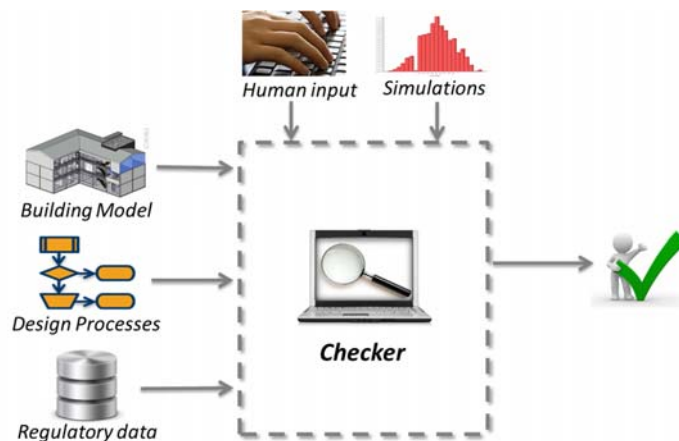 Human input
Simulations
Building Model
Design Processes
Checker
Regulatory data